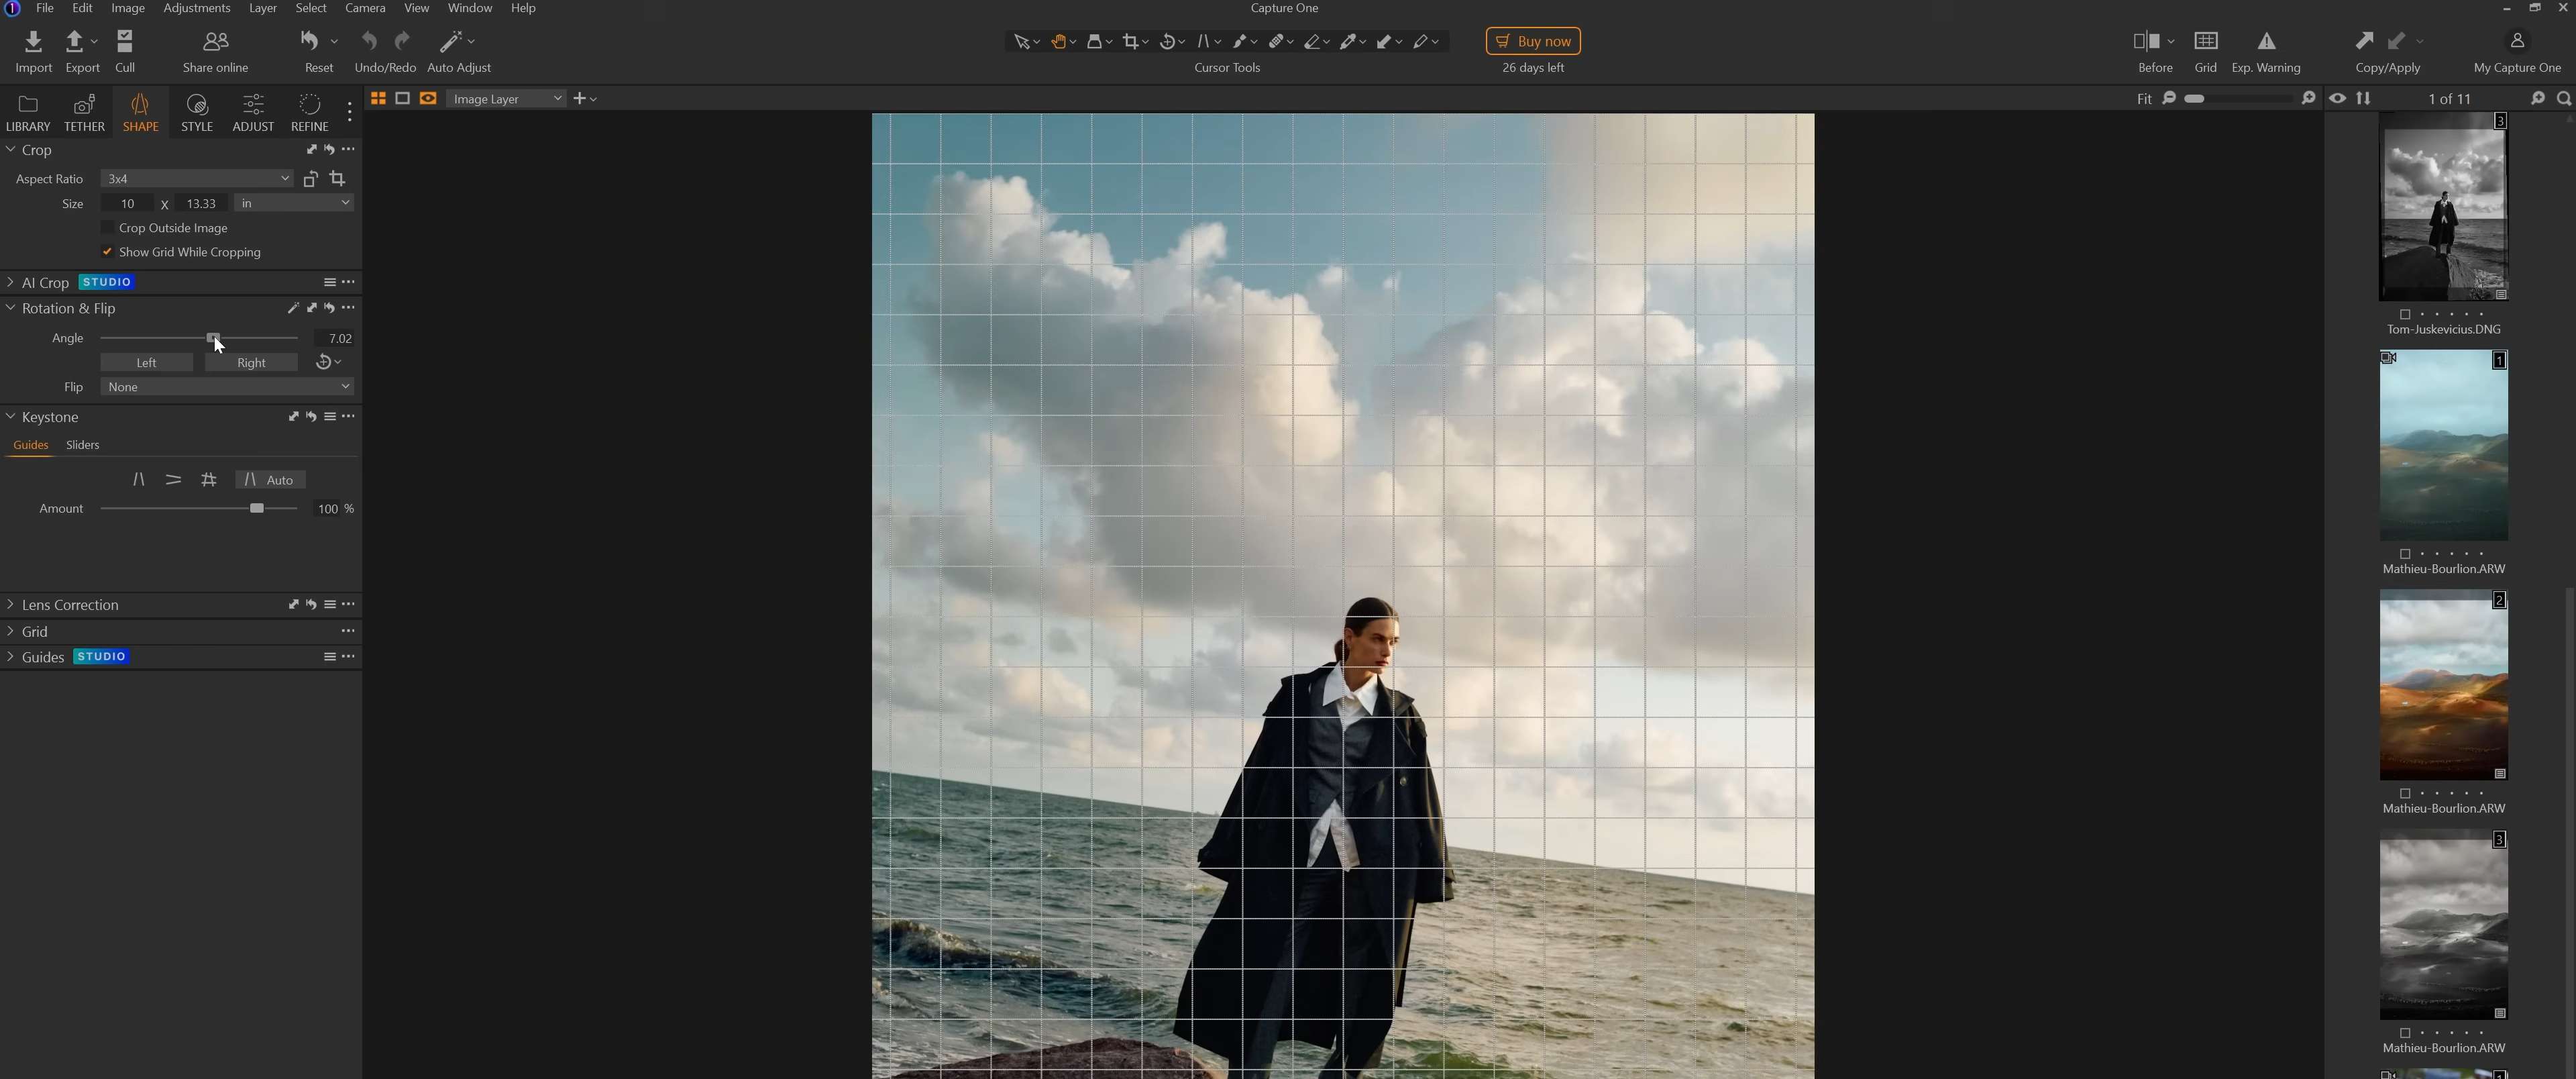 File Edit Image Adjustments Layer Select Camera View Window Help
Capture One
Import Export Cull Share online Reset Undo/Redo Auto Adjust
Cursor Tools
Buy now
26 days left
Before Grid Exp. Warning Copy/Apply My Capture One
LIBRARY TETHER SHAPE STYLE ADJUST REFINE
Image Layer
Fit
1 of 11
Crop
Aspect Ratio 3x4
Size 10 x 13.33 in
Crop Outside Image
Show Grid While Cropping
AI Crop STUDIO
Rotation & Flip
Angle 7.02
Left Right
Flip None
Keystone
Guides Sliders
Auto
Amount 100 %
Lens Correction
Grid
Guides STUDIO
3
Tom-Juskevicius.DNG
1
Mathieu-Bourlion.ARW
2
Mathieu-Bourlion.ARW
3
Mathieu-Bourlion.ARW
1